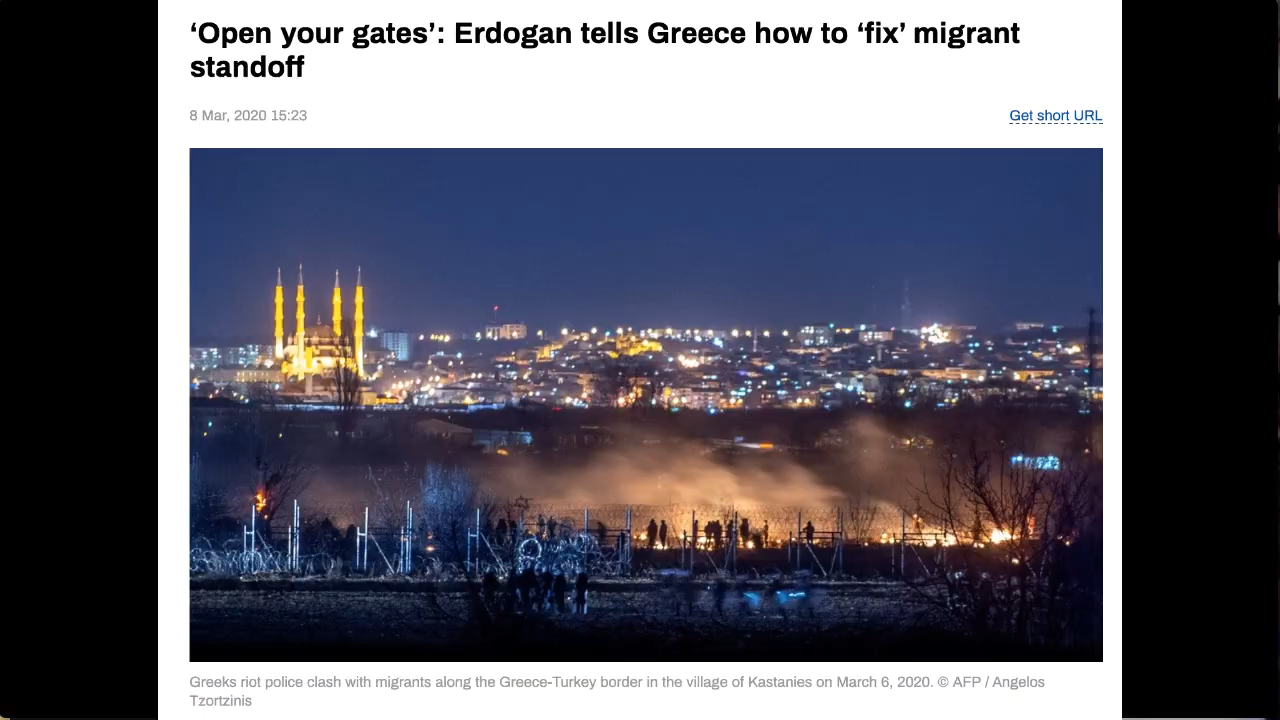 ‘Open your gates’: Erdogan tells Greece how to ‘fix’ migrant
standoff
8 Mar, 2020 15:23
Get short URL
Greeks riot police clash with migrants along the Greece-Turkey border in the village of Kastanies on March 6, 2020. © AFP / Angelos
Tzortzinis